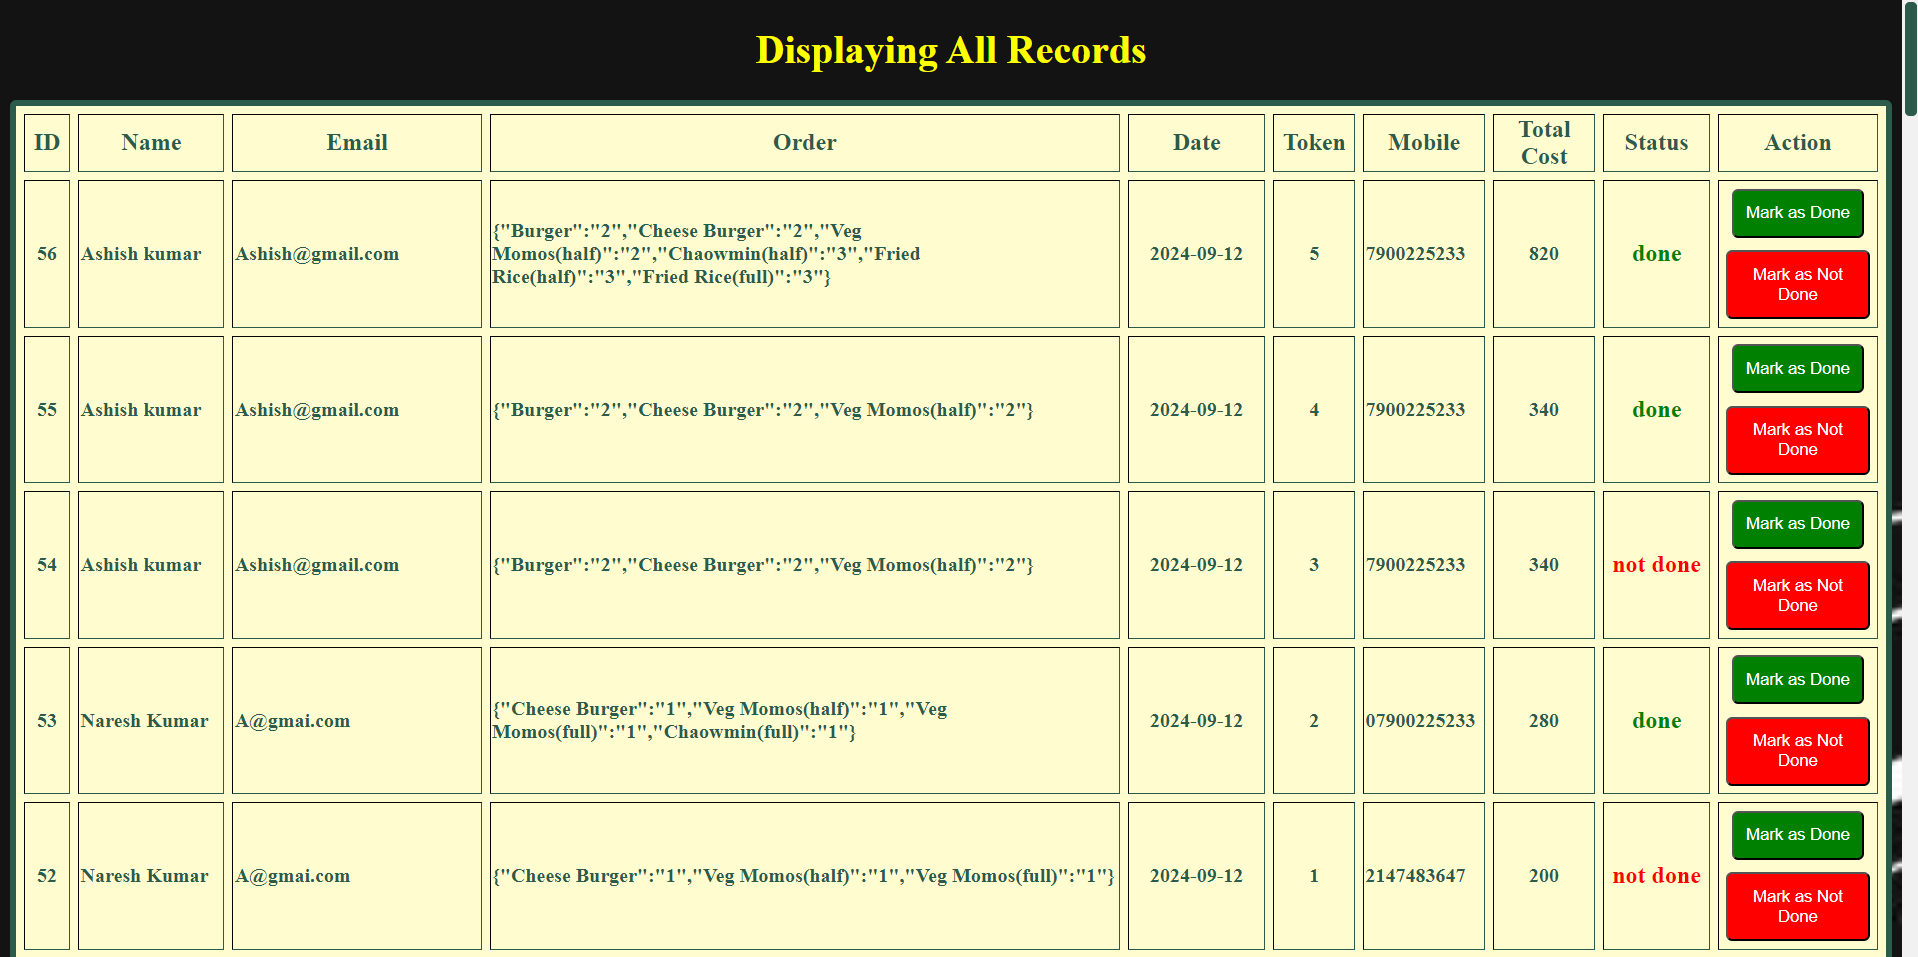 Displaying All Records
ID Name Email Order Date Token Mobile Total Cost Status Action
56 Ashish kumar Ashish@gmail.com {"Burger":"2","Cheese Burger":"2","Veg
Momos(half)":"2","Chaowmin(half)":"3","Fried
Rice(half)":"3","Fried Rice(full)":"3"} 2024-09-12 5 7900225233 820 done
Mark as Done
Mark as Not
Done
55 Ashish kumar Ashish@gmail.com {"Burger":"2","Cheese Burger":"2","Veg Momos(half)":"2"} 2024-09-12 4 7900225233 340 done
Mark as Done
Mark as Not
Done
54 Ashish kumar Ashish@gmail.com {"Burger":"2","Cheese Burger":"2","Veg Momos(half)":"2"} 2024-09-12 3 7900225233 340 not done
Mark as Done
Mark as Not
Done
53 Naresh Kumar A@gmai.com {"Cheese Burger":"1","Veg Momos(half)":"1","Veg
Momos(full)":"1","Chaowmin(full)":"1"} 2024-09-12 2 07900225233 280 done
Mark as Done
Mark as Not
Done
52 Naresh Kumar A@gmai.com {"Cheese Burger":"1","Veg Momos(half)":"1","Veg Momos(full)":"1"} 2024-09-12 1 2147483647 200 not done
Mark as Done
Mark as Not
Done